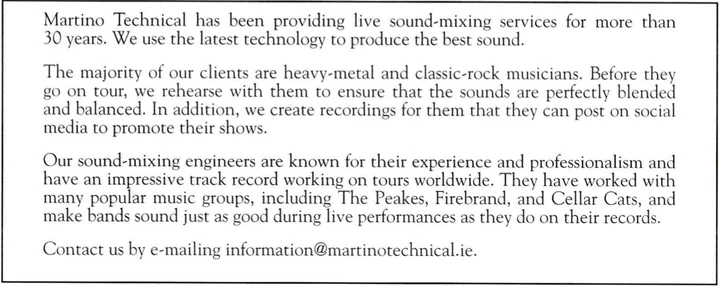 Martino Technical has been providing live sound-mixing services for more than
30 years. We use the latest technology to produce the best sound.
The majority of our clients are heavy-metal and classic-rock musicians. Before they
go on tour, we rehearse with them to ensure that the sounds are perfectly blended
and balanced. In addition, we create recordings for them that they can post on social
media to promote their shows.
Our sound-mixing engineers are known for their experience and professionalism and
have an impressive track record working on tours worldwide. They have worked with
many popular music groups, including The Peakes, Firebrand, and Cellar Cats, and
make bands sound just as good during live performances as they do on their records.
Contact us by e-mailing information@martinotechnical.ie.